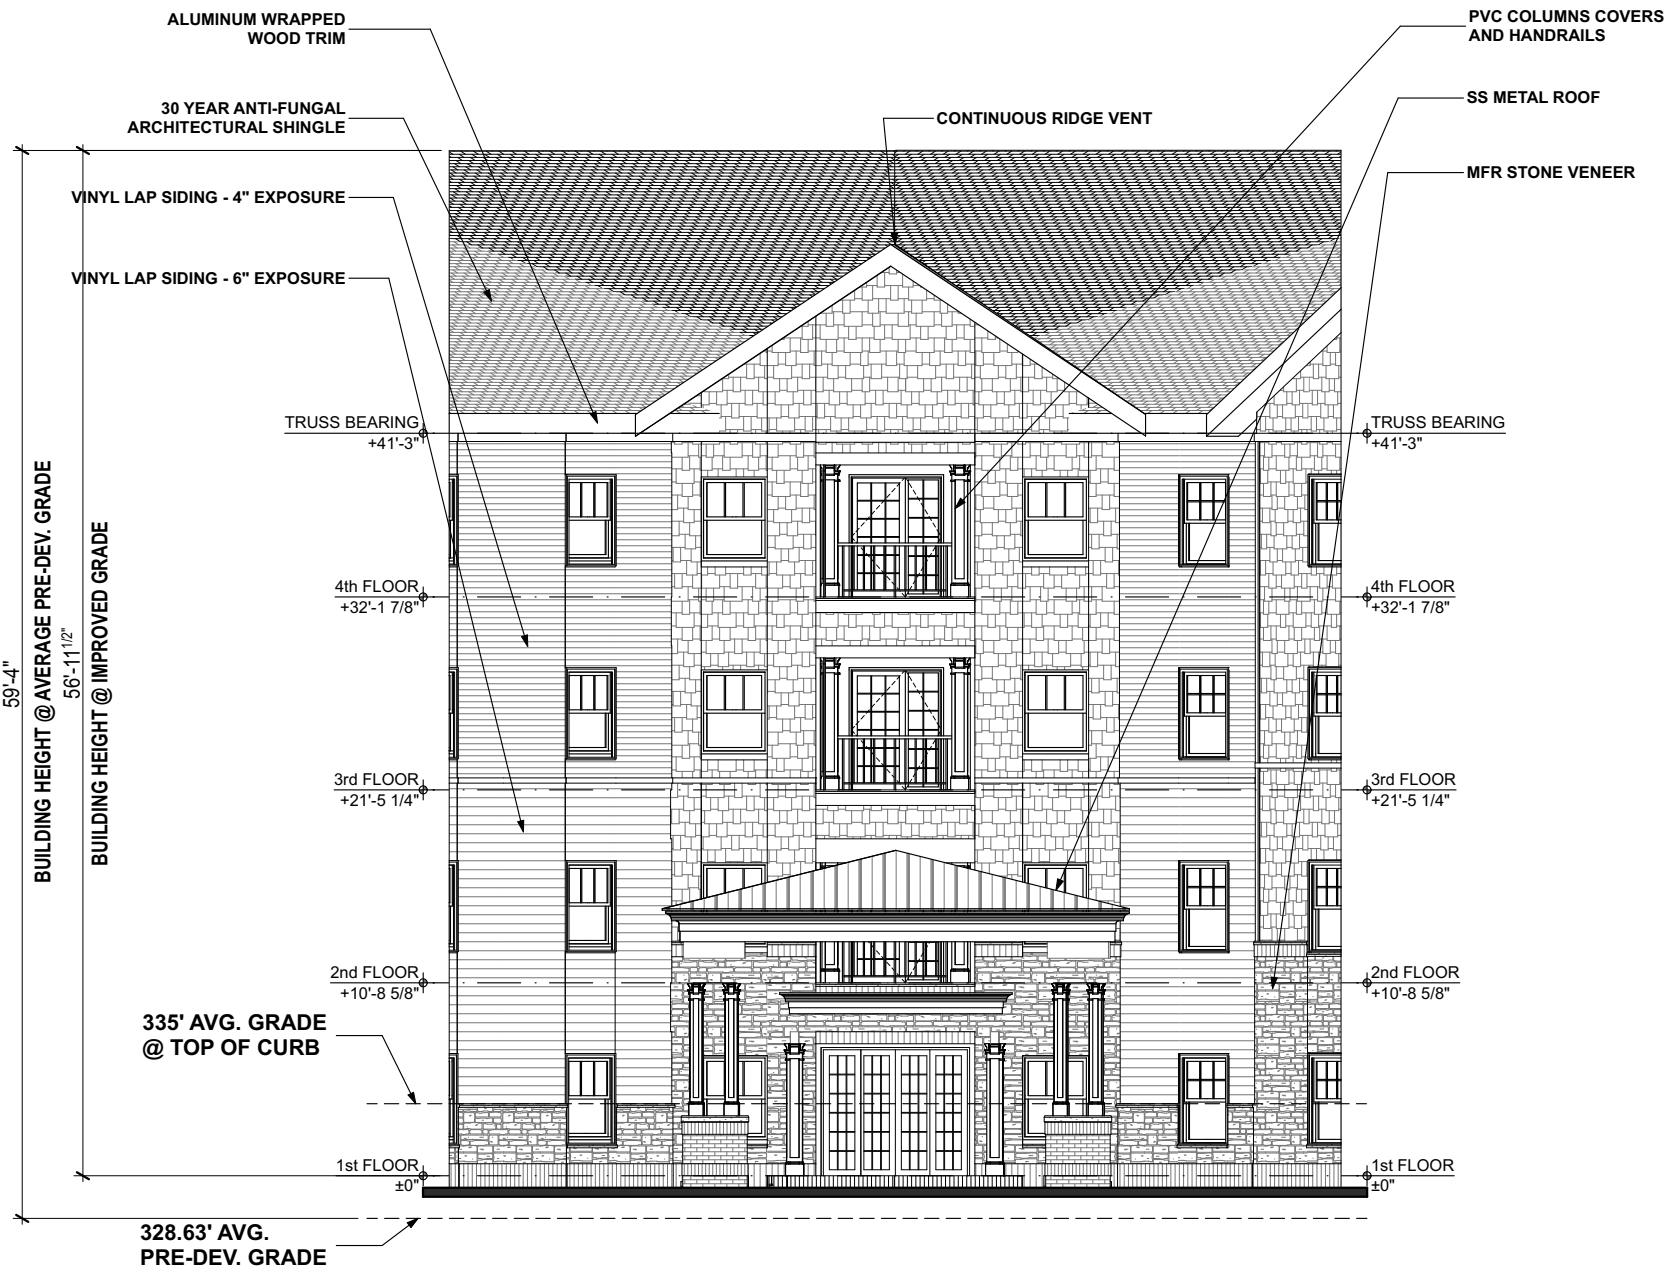 ALUMINUM WRAPPED
WOOD TRIM
30 YEAR ANTI-FUNGAL
ARCHITECTURAL SHINGLE
VINYL LAP SIDING - 4" EXPOSURE
VINYL LAP SIDING - 6" EXPOSURE
CONTINUOUS RIDGE VENT
PVC COLUMNS COVERS
AND HANDRAILS
SS METAL ROOF
MFR STONE VENEER
59'-4"
BUILDING HEIGHT @ AVERAGE PRE-DEV. GRADE
56'-11 1/2"
BUILDING HEIGHT @ IMPROVED GRADE
TRUSS BEARING
+41'-3"
4th FLOOR
+32'-1 7/8"
3rd FLOOR
+21'-5 1/4"
2nd FLOOR
+10'-8 5/8"
335' AVG. GRADE
@ TOP OF CURB
1st FLOOR
±0"
328.63' AVG.
PRE-DEV. GRADE
TRUSS BEARING
+41'-3"
4th FLOOR
+32'-1 7/8"
3rd FLOOR
+21'-5 1/4"
2nd FLOOR
+10'-8 5/8"
1st FLOOR
±0"